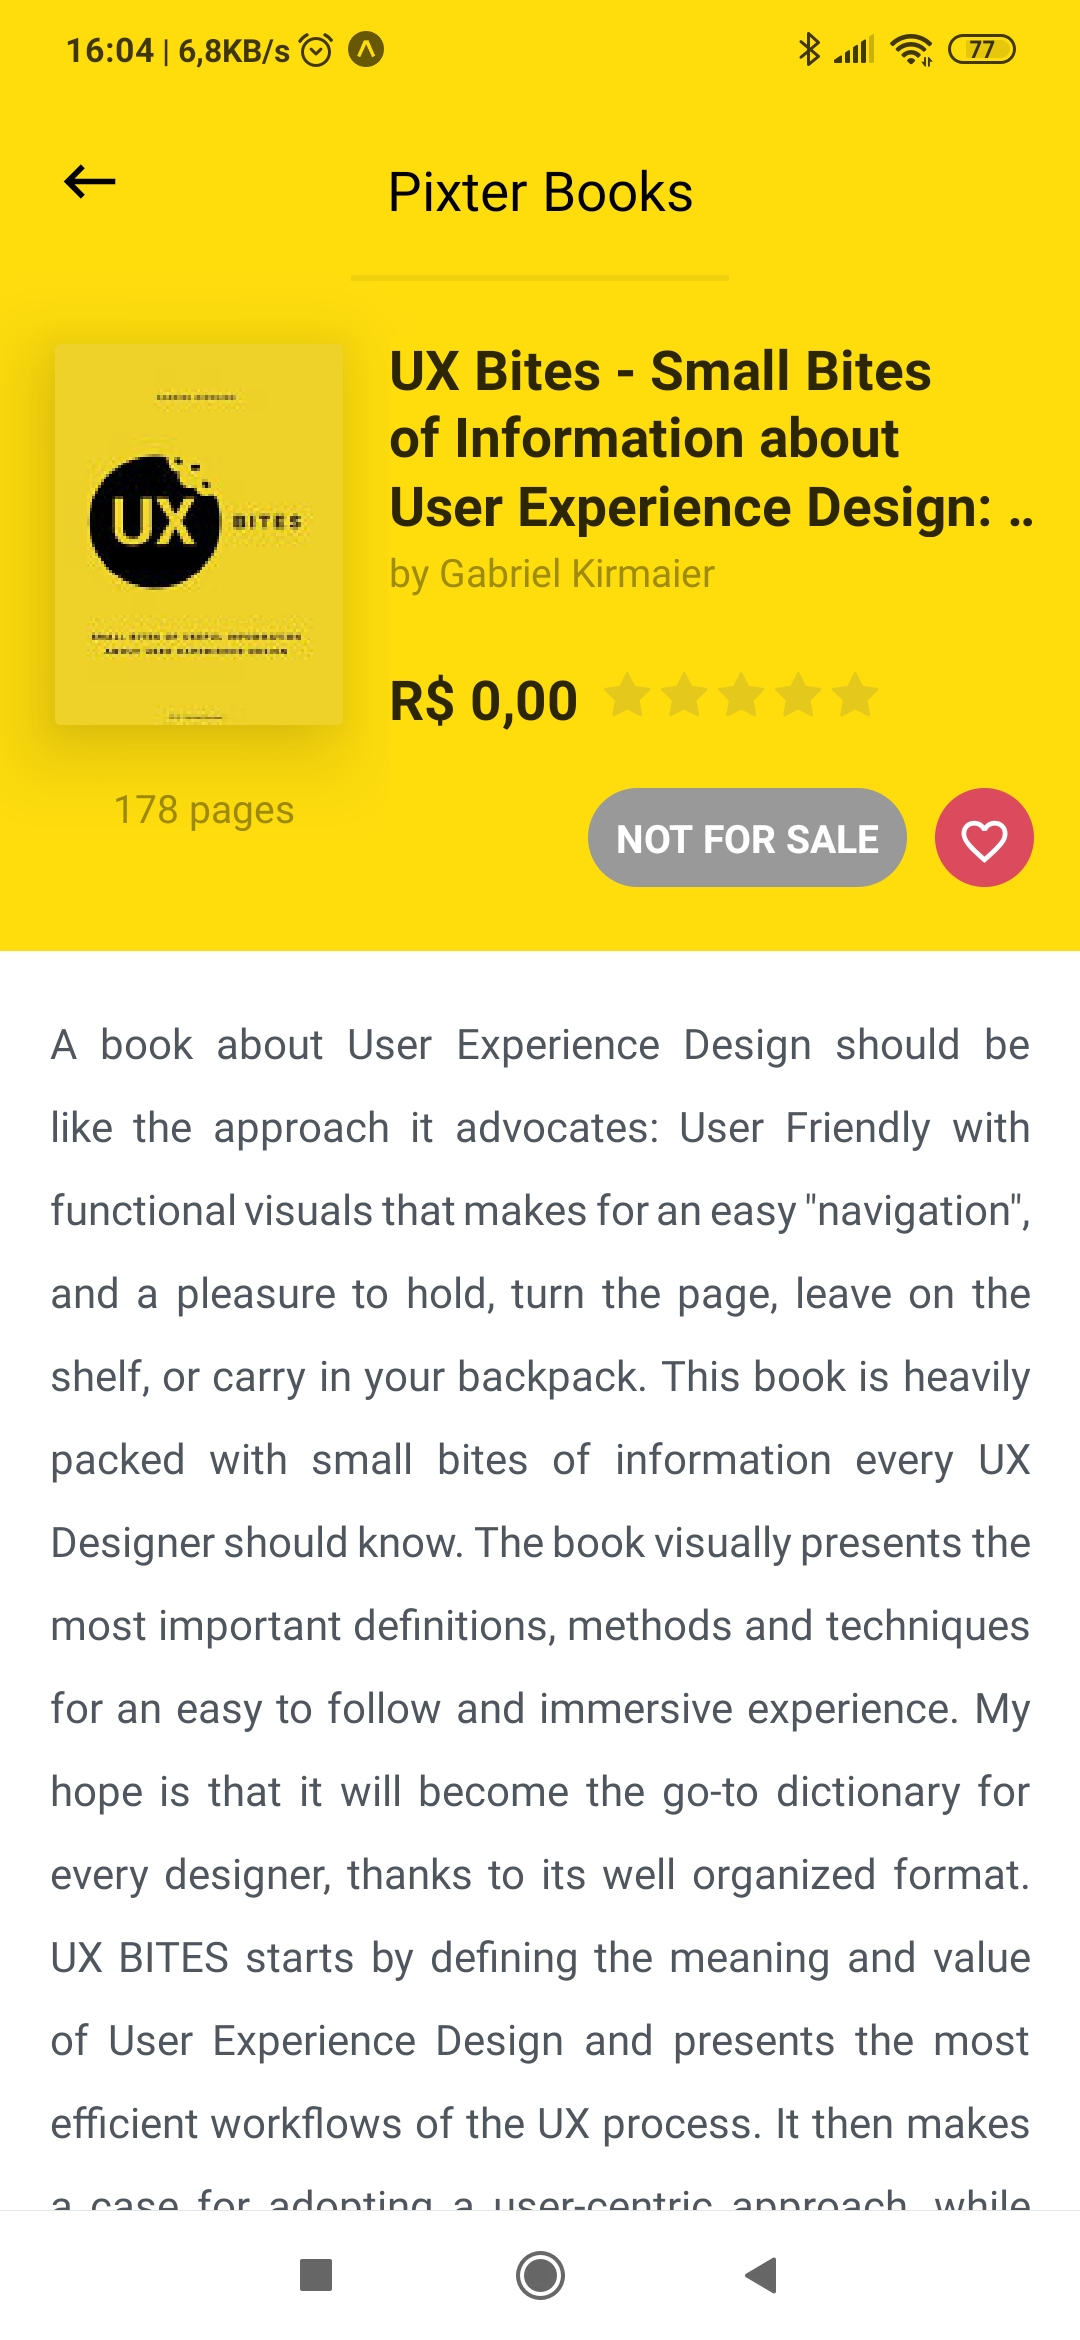 16:04 | 6,8KB/s
77
Pixter Books
UX
BITES
UX Bites - Small Bites
of Information about
User Experience Design: ..
by Gabriel Kirmaier
R$ 0,00
178 pages
NOT FOR SALE
A book about User Experience Design should be
like the approach it advocates: User Friendly with
functional visuals that makes for an easy "navigation",
and a pleasure to hold, turn the page, leave on the
shelf, or carry in your backpack. This book is heavily
packed with small bites of information every UX
Designer should know. The book visually presents the
most important definitions, methods and techniques
for an easy to follow and immersive experience. My
hope is that it will become the go-to dictionary for
every designer, thanks to its well organized format.
UX BITES starts by defining the meaning and value
of User Experience Design and presents the most
efficient workflows of the UX process. It then makes
a case for adopting a user-centric approach, while